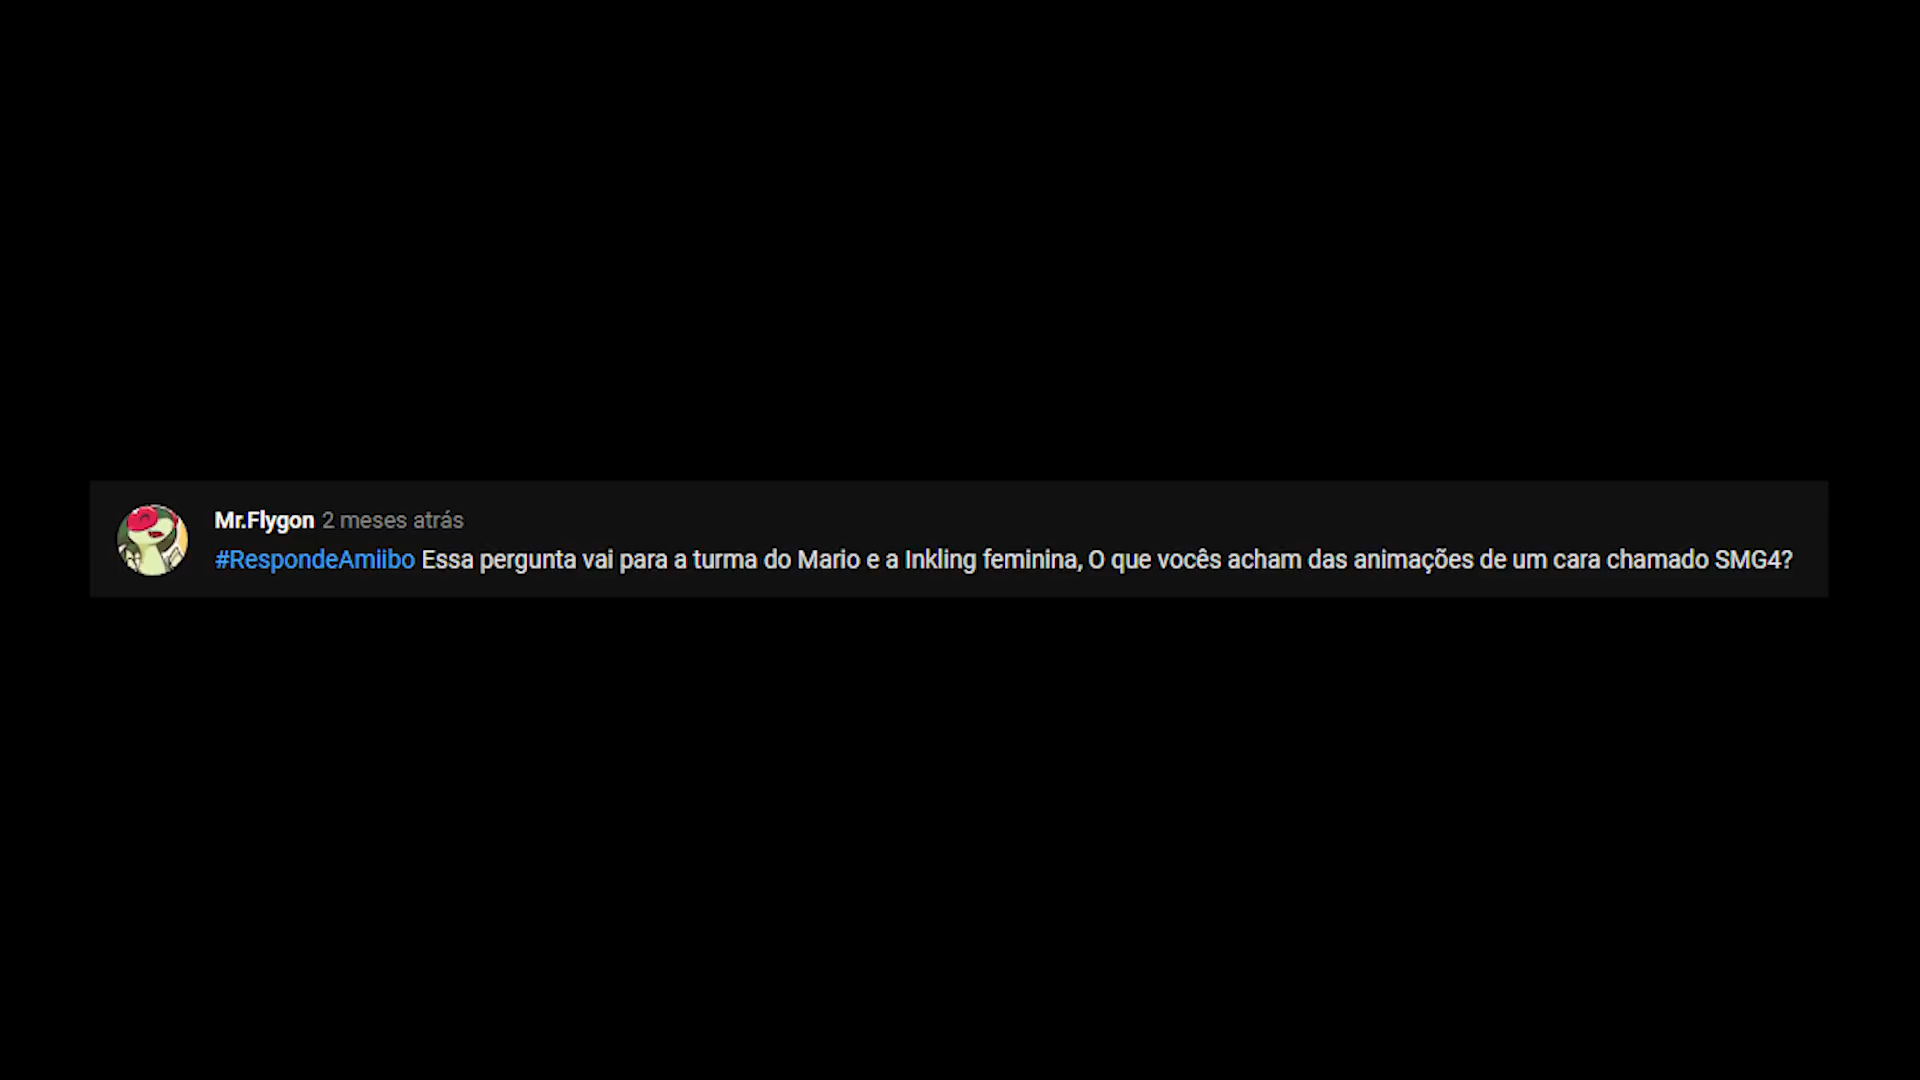 Mr.Flygon 2 meses atrás
#RespondeAmiibo Essa pergunta vai para a turma do Mario e a Inkling feminina, O que vocês acham das animações de um cara chamado SMG4?